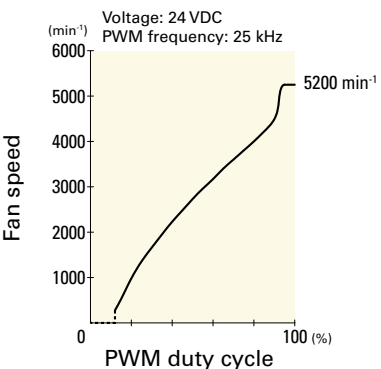 Voltage: 24 VDC
PWM frequency: 25 kHz
(min⁻¹)
6000
5000
4000
3000
2000
1000
0
100 (%)
5200 min⁻¹
Fan speed
PWM duty cycle